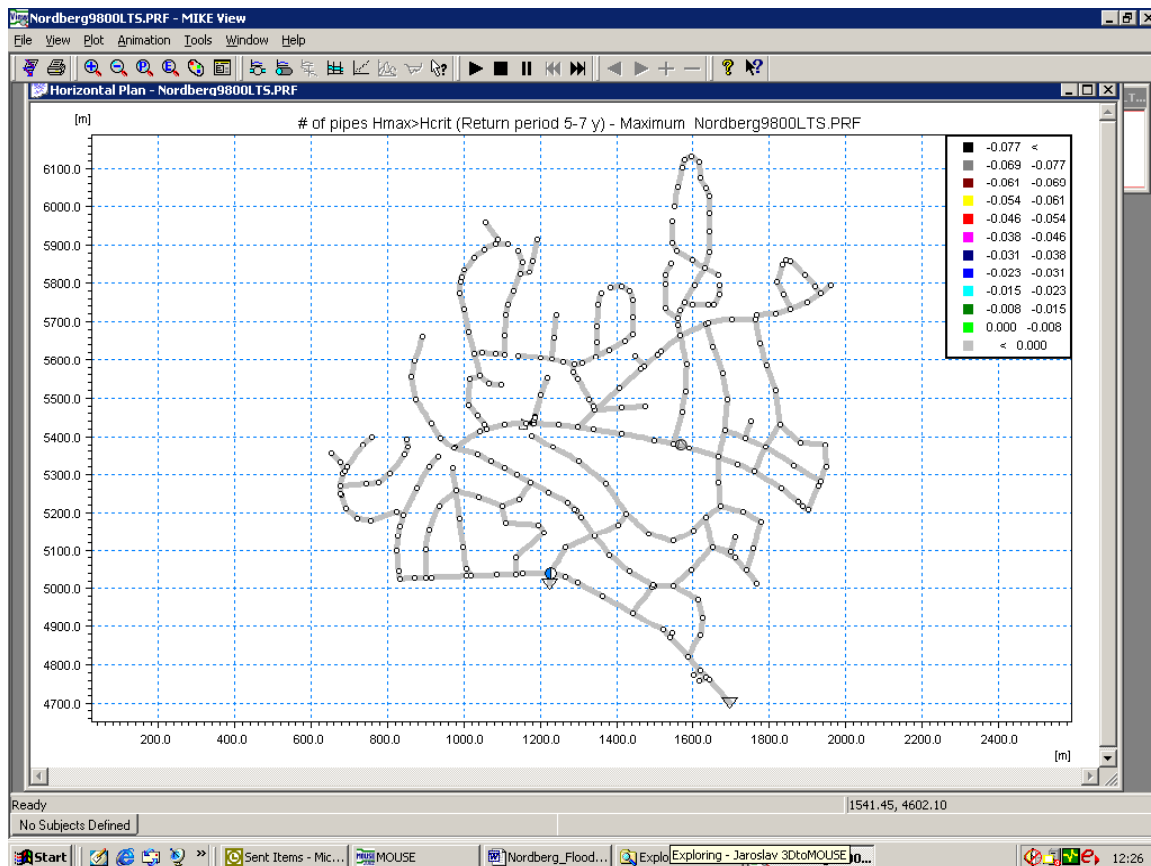 Nordberg9800LTS.PRF - MIKE View
File View Plot Animation Tools Window Help
Horizontal Plan - Nordberg9800LTS.PRF
LT...
[m]
# of pipes Hmax>Hcrit (Return period 5-7 y) - Maximum Nordberg9800LTS.PRF
-0.077 <
-0.069 -0.077
-0.061 -0.069
-0.054 -0.061
-0.046 -0.054
-0.038 -0.046
-0.031 -0.038
-0.023 -0.031
-0.015 -0.023
-0.008 -0.015
0.000 -0.008
< 0.000
6100.0
6000.0
5900.0
5800.0
5700.0
5600.0
5500.0
5400.0
5300.0
5200.0
5100.0
5000.0
4900.0
4800.0
4700.0
200.0 400.0 600.0 800.0 1000.0 1200.0 1400.0 1600.0 1800.0 2000.0 2200.0 2400.0
[m]
Ready 1541.45, 4602.10
No Subjects Defined
Start » Sent Items - Mic... MOUSE Nordberg_Flood... Explo Exploring - Jaroslav 3DtoMOUSE 0... 12:26